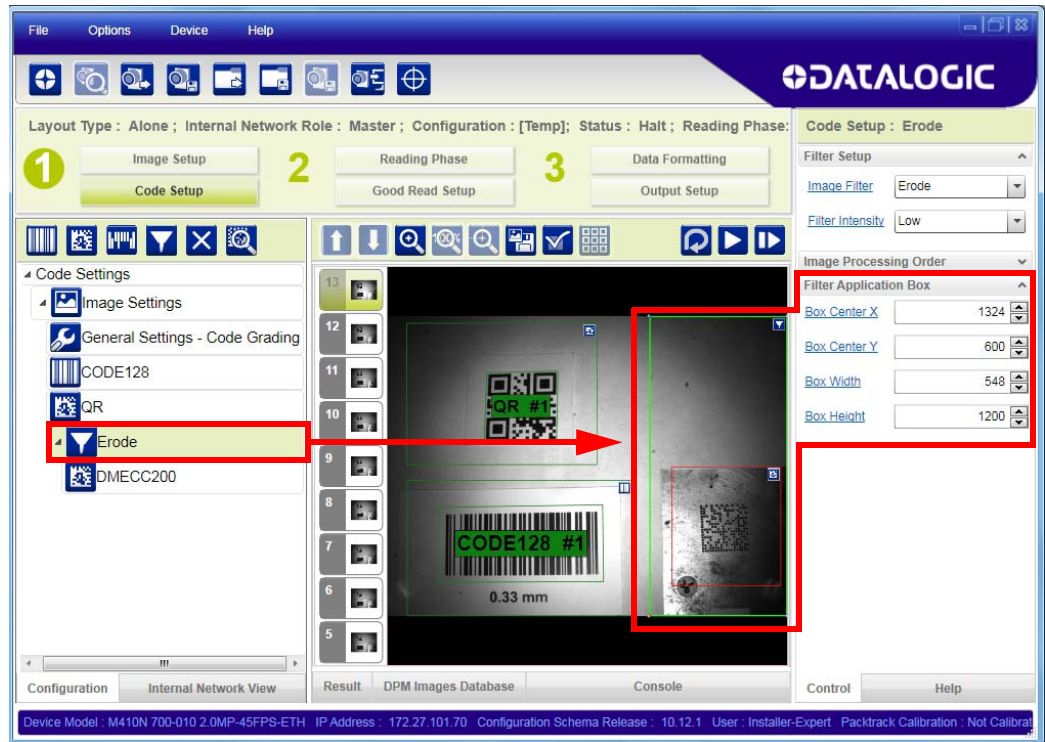 File Options Device Help
DATALOGIC
Layout Type : Alone ; Internal Network Role : Master ; Configuration : [Temp]; Status : Halt ; Reading Phase:
Code Setup : Erode
1 Image Setup 2 Reading Phase 3 Data Formatting
Code Setup Good Read Setup Output Setup
Filter Setup
Image Filter Erode
Filter Intensity Low
Image Processing Order
Filter Application Box
Box Center X 1324
Box Center Y 600
Box Width 548
Box Height 1200
Code Settings
Image Settings
General Settings - Code Grading
CODE128
QR
Erode
DMECC200
100%
13
12
11
10
9
8
7
6
5
QR #1
CODE128 #1
0.33 mm
Configuration Internal Network View
Result DPM Images Database Console
Control Help
Device Model : M410N 700-010 2.0MP-45FPS-ETH IP Address : 172.27.101.70 Configuration Schema Release : 10.12.1 User : Installer-Expert Packtrack Calibration : Not Calibrat